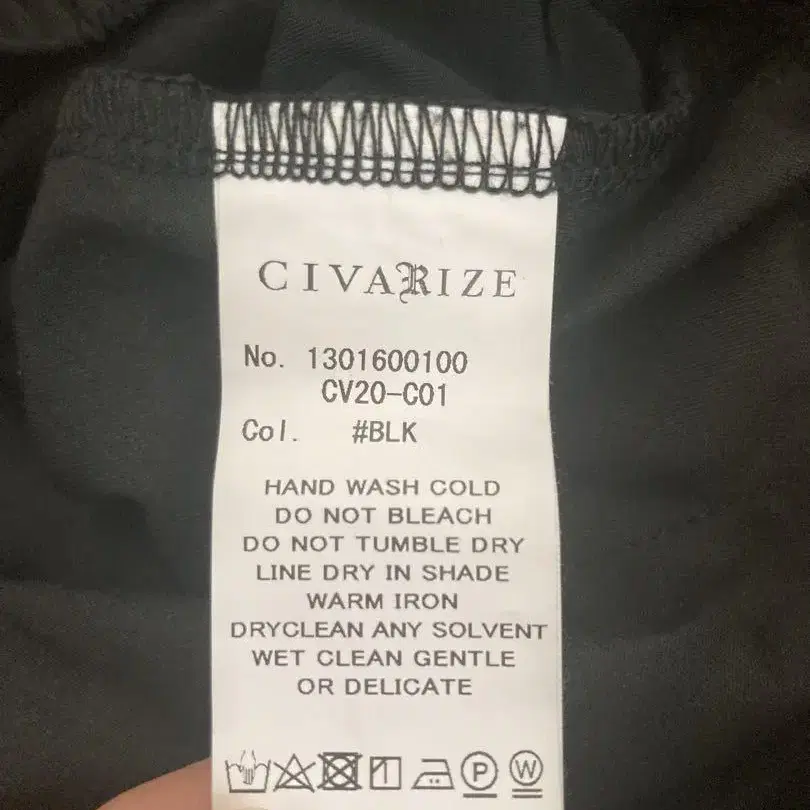 CIVARIZE
No. 1301600100
CV20-C01
Col. #BLK
HAND WASH COLD
DO NOT BLEACH
DO NOT TUMBLE DRY
LINE DRY IN SHADE
WARM IRON
DRYCLEAN ANY SOLVENT
WET CLEAN GENTLE
OR DELICATE
P W